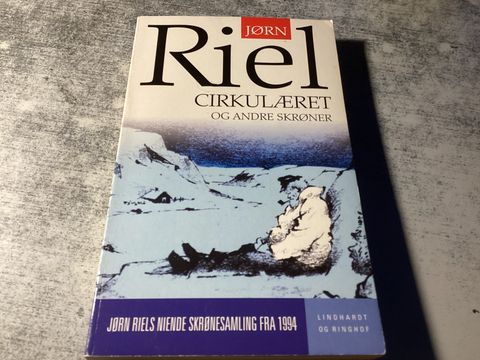 JØRN
Riel
CIRKULÆRET
OG ANDRE SKRØNER
JØRN RIELS NIENDE SKRØNESAMLING FRA 1994
LINDHARDT
OG RINGHOF